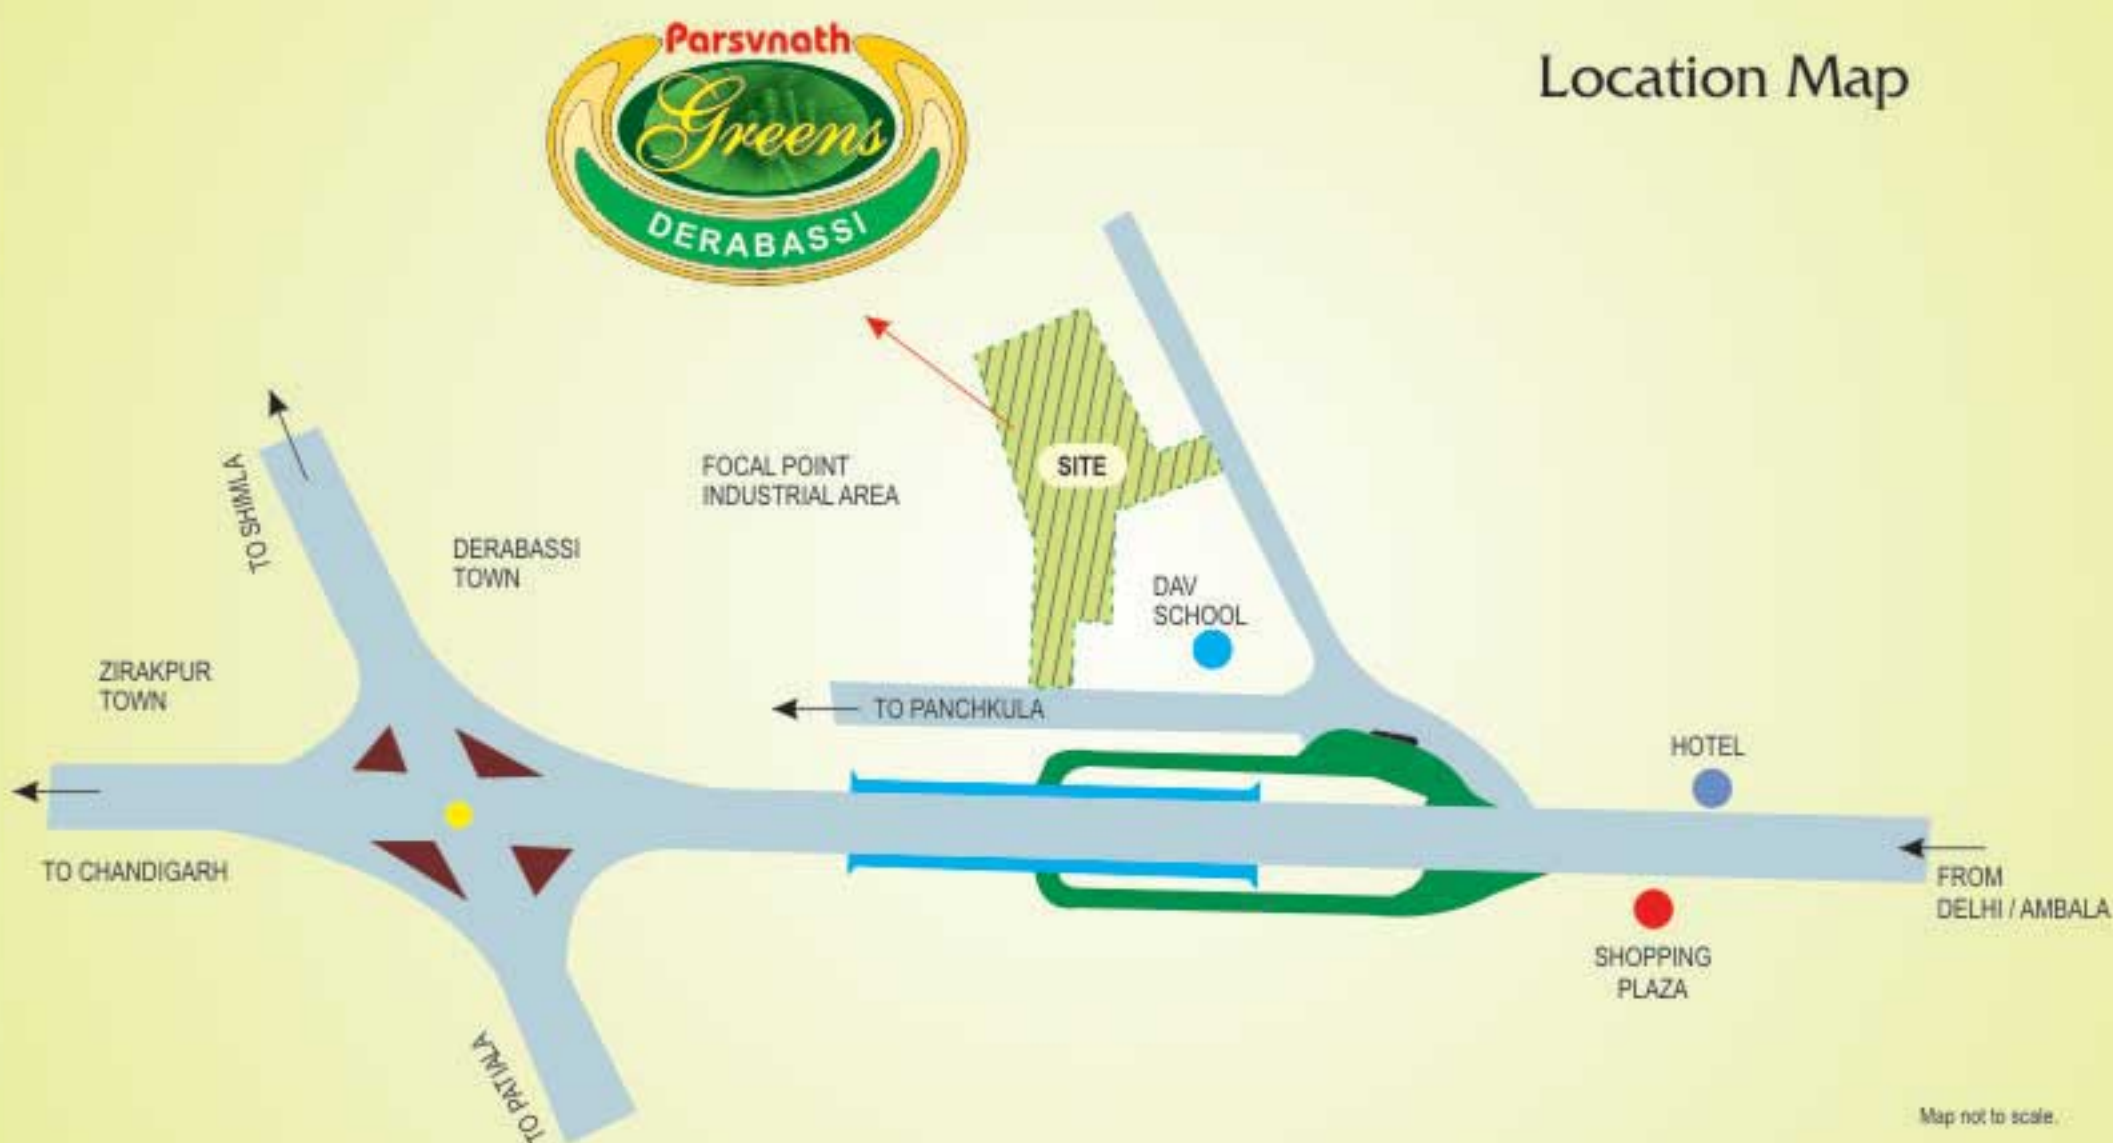 Parsvnath
Greens
DERABASSI
Location Map
TO SHIMLA
FOCAL POINT
INDUSTRIAL AREA
SITE
DERABASSI
TOWN
DAV
SCHOOL
ZIRAKPUR
TOWN
TO PANCHKULA
HOTEL
TO CHANDIGARH
FROM
DELHI / AMBALA
SHOPPING
PLAZA
TO PATIALA
Map not to scale.